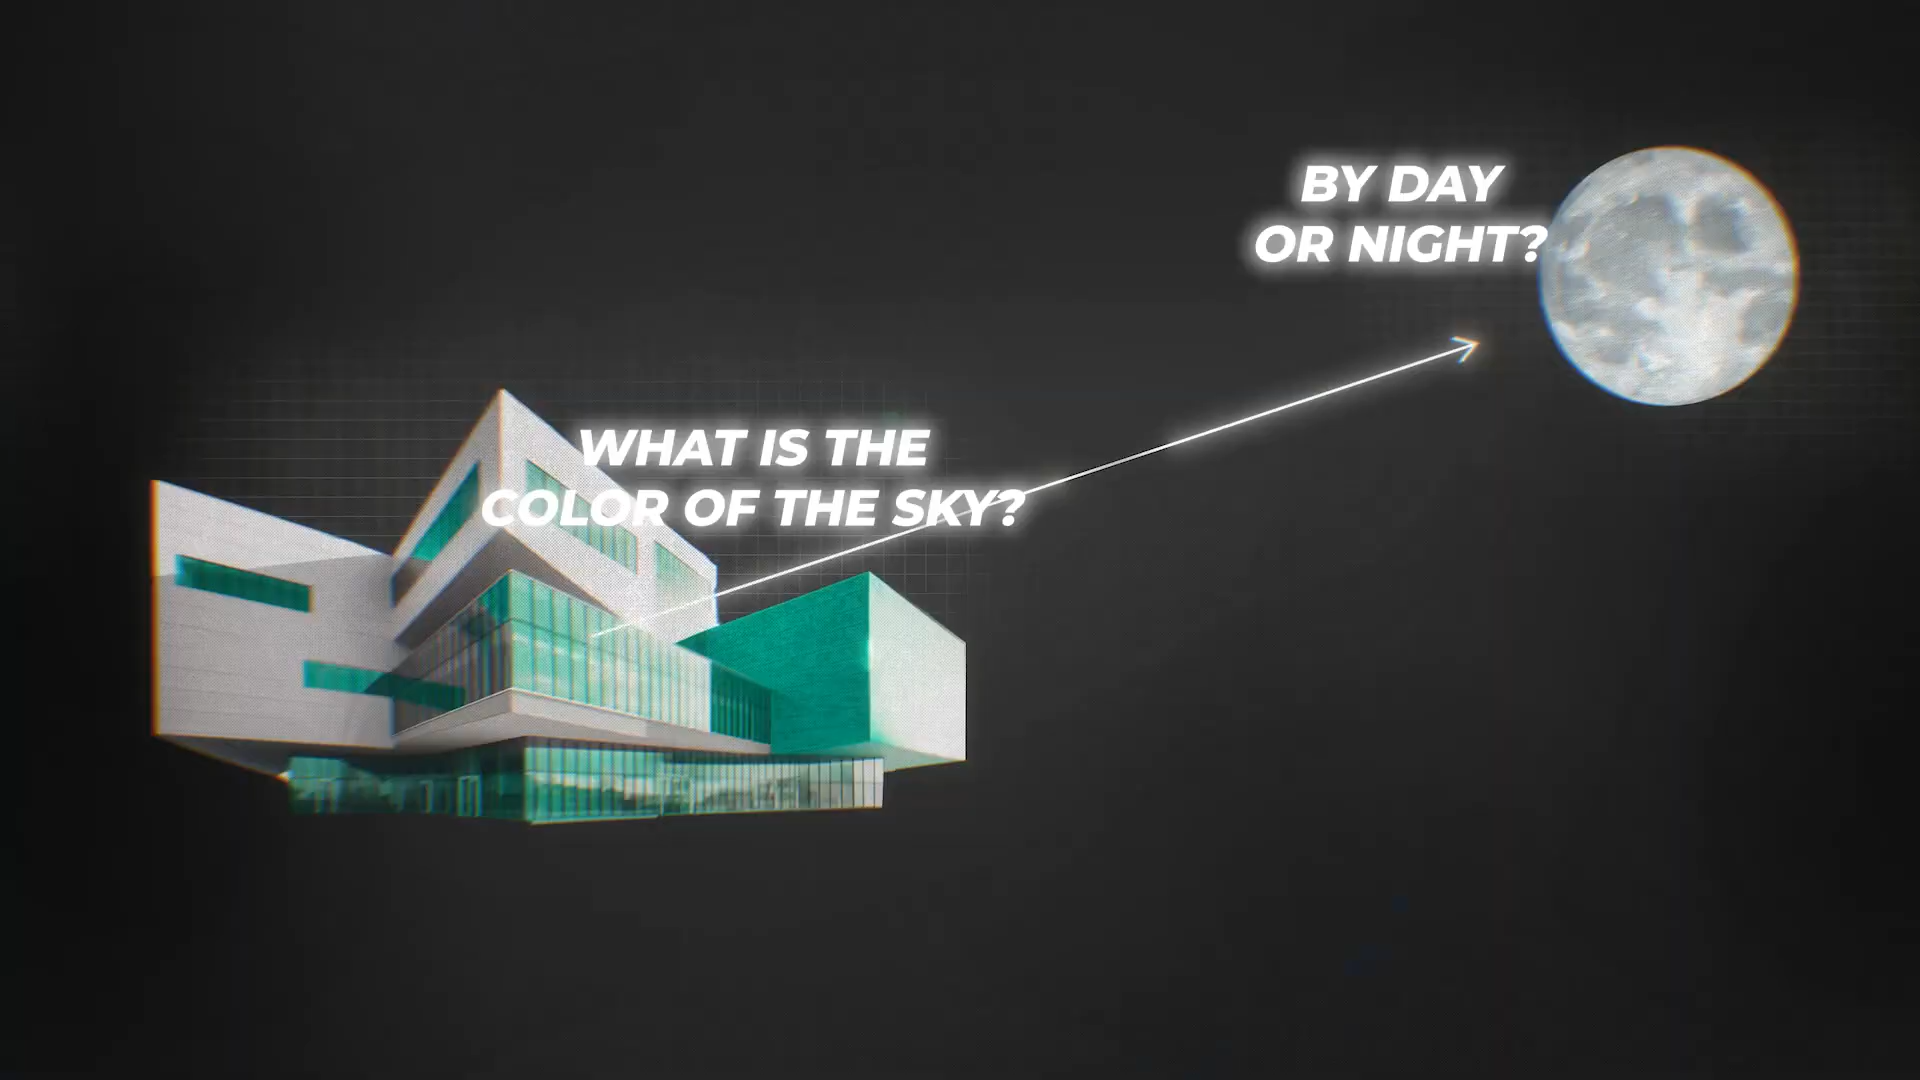 BY DAY
OR NIGHT?
WHAT IS THE
COLOR OF THE SKY?